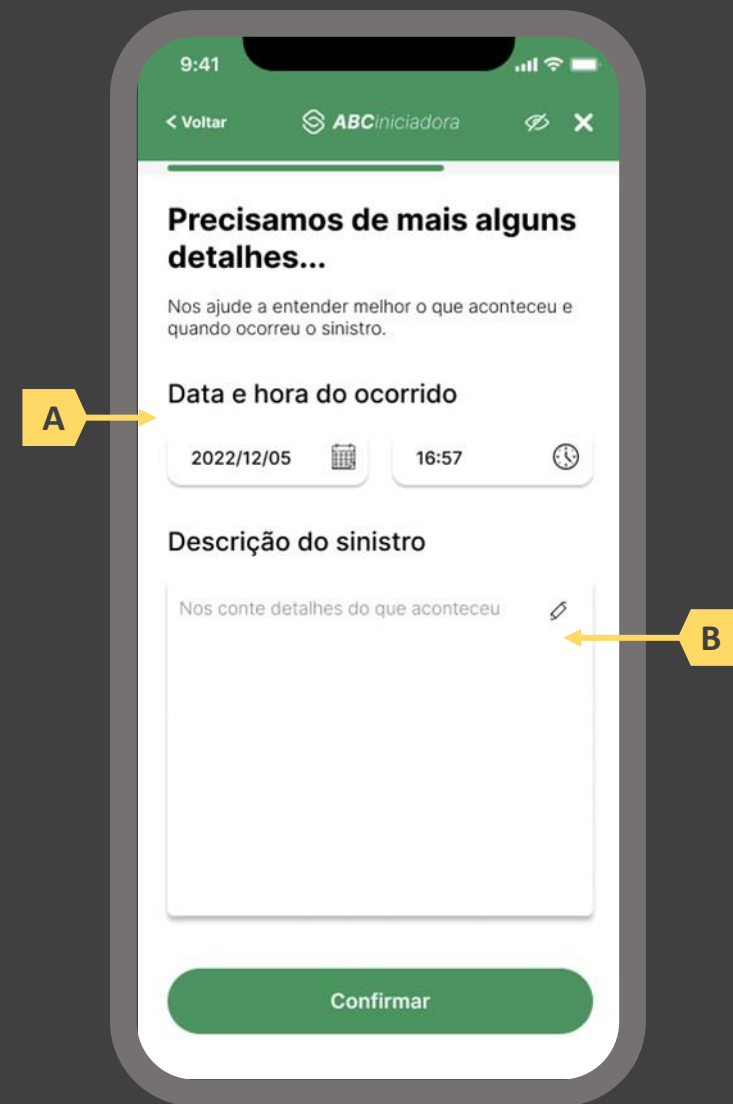 9:41
< Voltar ABCiniciadora
Precisamos de mais alguns
detalhes...
Nos ajude a entender melhor o que aconteceu e
quando ocorreu o sinistro.
Data e hora do ocorrido
A
2022/12/05 16:57
Descrição do sinistro
Nos conte detalhes do que aconteceu
B
Confirmar